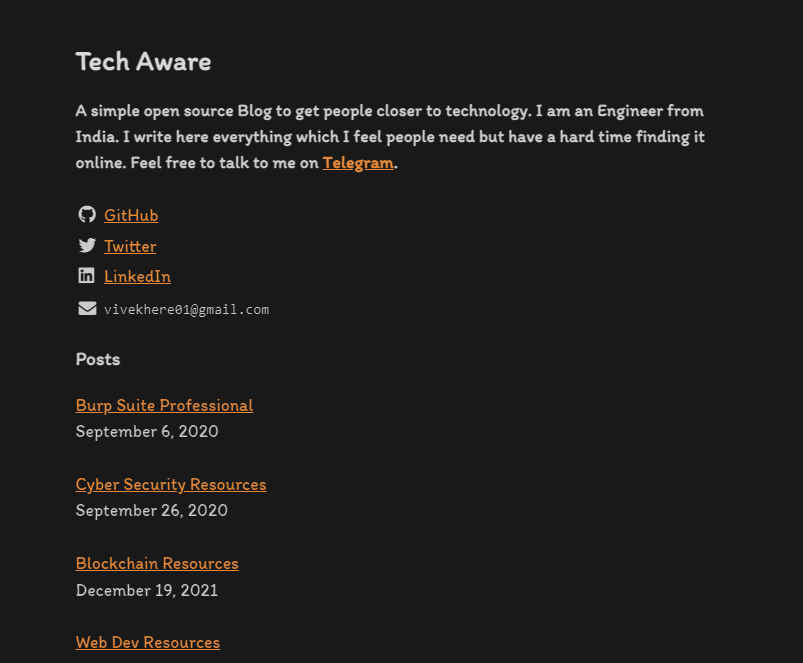 Tech Aware
A simple open source Blog to get people closer to technology. I am an Engineer from
India. I write here everything which I feel people need but have a hard time finding it
online. Feel free to talk to me on Telegram.
GitHub
Twitter
LinkedIn
vivekhere01@gmail.com
Posts
Burp Suite Professional
September 6, 2020
Cyber Security Resources
September 26, 2020
Blockchain Resources
December 19, 2021
Web Dev Resources